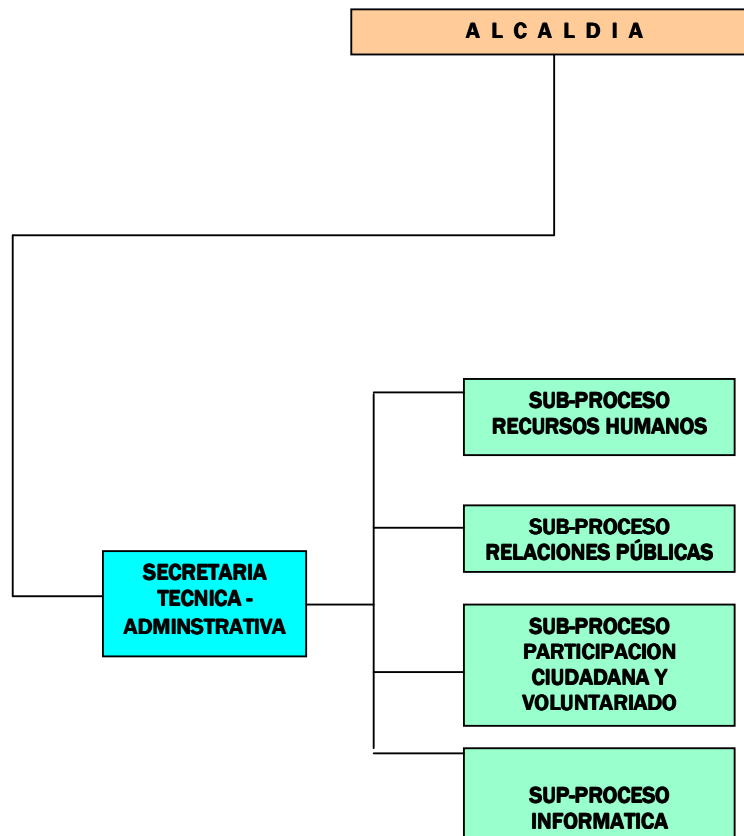 A L C A L D I A
SUB-PROCESO
RECURSOS HUMANOS
SUB-PROCESO
RELACIONES PÚBLICAS
SECRETARIA
TECNICA -
ADMINSTRATIVA
SUB-PROCESO
PARTICIPACION
CIUDADANA Y
VOLUNTARIADO
SUP-PROCESO
INFORMATICA